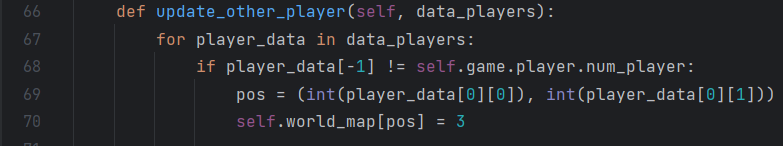 66 def update_other_player(self, data_players):
67 for player_data in data_players:
68 if player_data[-1] != self.game.player.num_player:
69 pos = (int(player_data[0][0]), int(player_data[0][1]))
70 self.world_map[pos] = 3